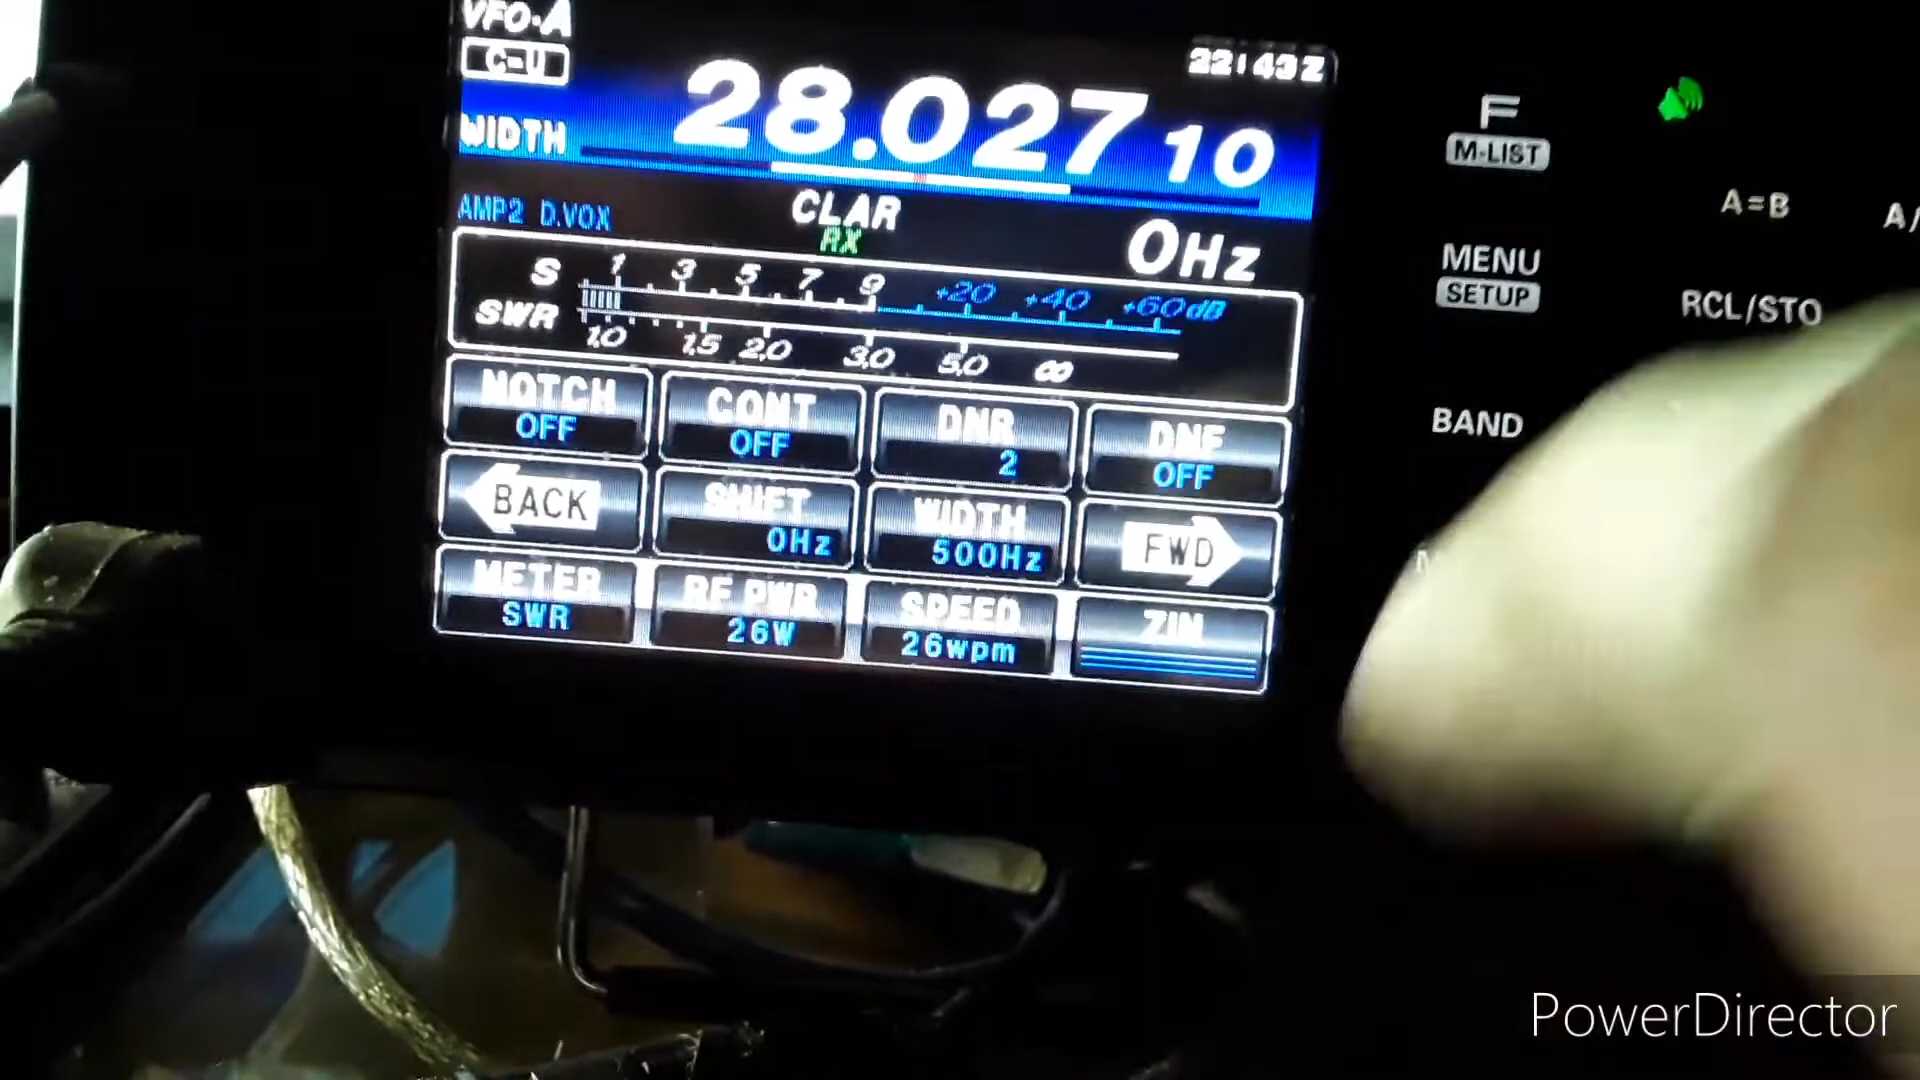 VFO-A
C-U
22:43Z
28.027 10
WIDTH
AMP2 D.VOX
CLAR
RX
0Hz
S 1 3 5 7 9 +20 +40 +60dB
SWR 1.0 1.5 2.0 3.0 5.0 ∞
NOTCH
OFF
CONT
OFF
DNR
2
DNF
OFF
BACK
SHIFT
0Hz
WIDTH
500Hz
FWD
METER
SWR
RF PWR
26W
SPEED
26wpm
ZIN
F
M-LIST
A=B
A/
MENU
SETUP
RCL/STO
BAND
PowerDirector